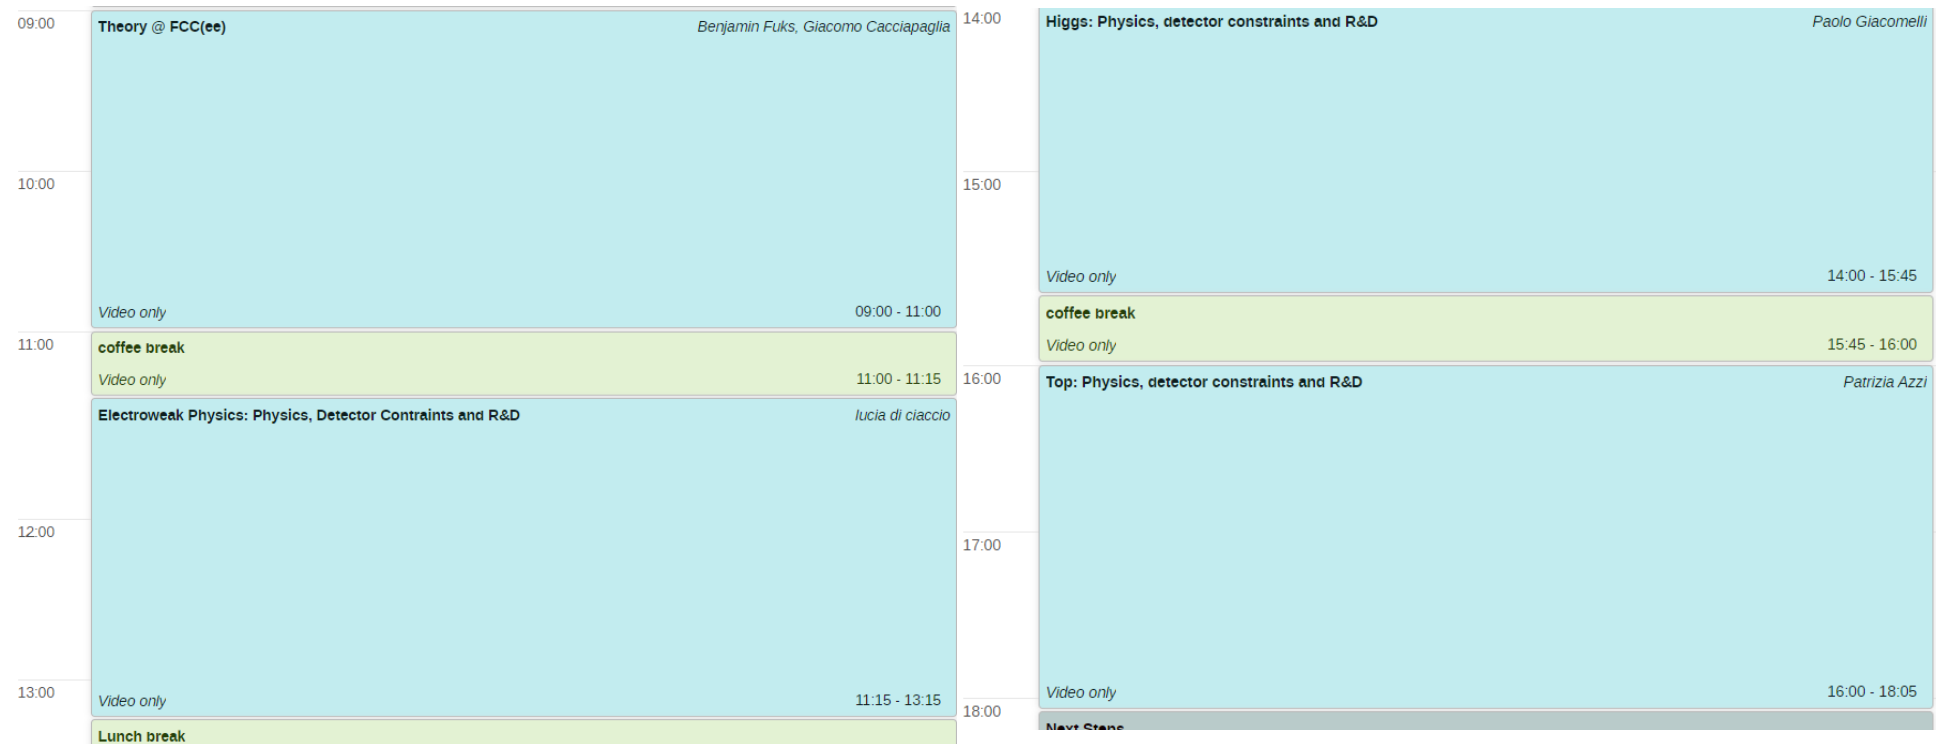 09:00
Theory @ FCC(ee) Benjamin Fuks, Giacomo Cacciapaglia
10:00
Video only 09:00 - 11:00
11:00
coffee break
Video only 11:00 - 11:15
Electroweak Physics: Physics, Detector Contraints and R&D lucia di ciaccio
12:00
13:00
Video only 11:15 - 13:15
Lunch break
14:00
Higgs: Physics, detector constraints and R&D Paolo Giacomelli
15:00
Video only 14:00 - 15:45
coffee break
Video only 15:45 - 16:00
16:00
Top: Physics, detector constraints and R&D Patrizia Azzi
17:00
Video only 16:00 - 18:05
18:00
Next Steps